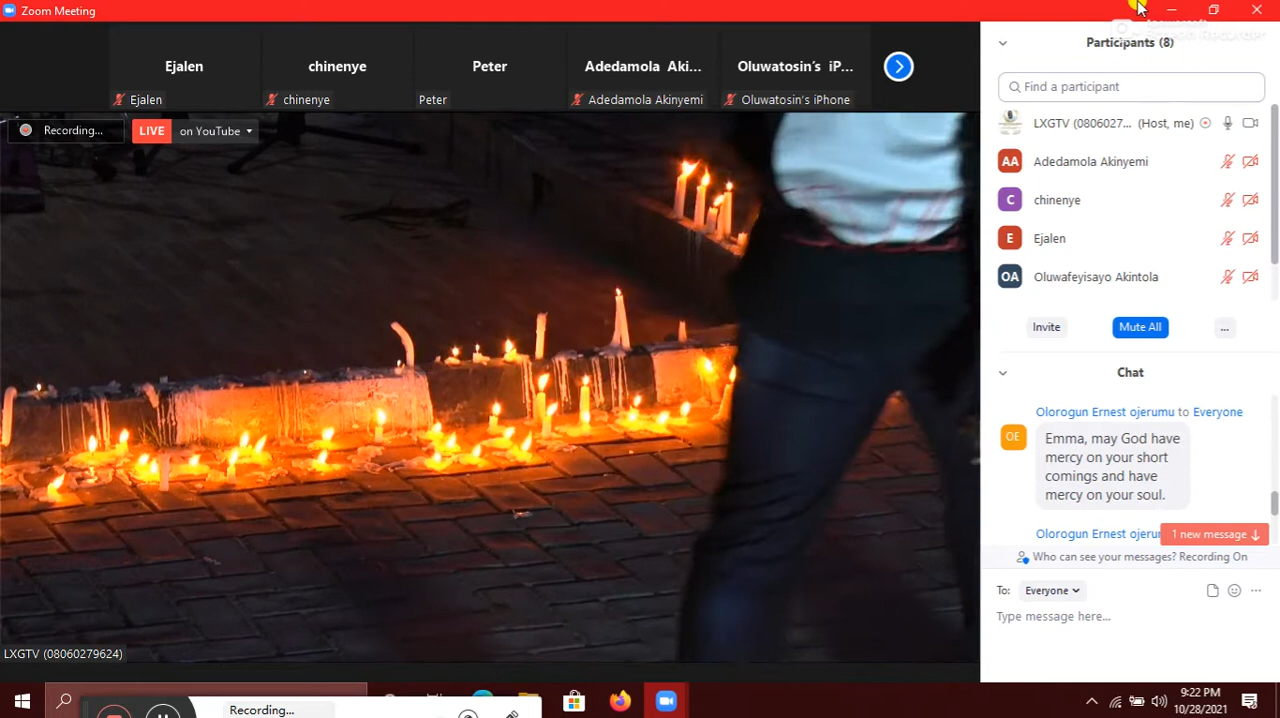 Zoom Meeting
Ejalen
chinenye
Peter
Adedamola Aki...
Oluwatosin's iP...
Ejalen
chinenye
Peter
Adedamola Akinyemi
Oluwatosin's iPhone
Recording...
LIVE on YouTube
LXGTV (08060279624)
Participants (8)
Find a participant
LXGTV (0806027... (Host, me)
AA Adedamola Akinyemi
C chinenye
E Ejalen
OA Oluwafeyisayo Akintola
Invite
Mute All
...
Chat
Olorogun Ernest ojerumu to Everyone
OE
Emma, may God have
mercy on your short
comings and have
mercy on your soul.
Olorogun Ernest
1 new message
Who can see your messages? Recording On
To: Everyone
Type message here...
Recording...
9:22 PM
10/28/2021